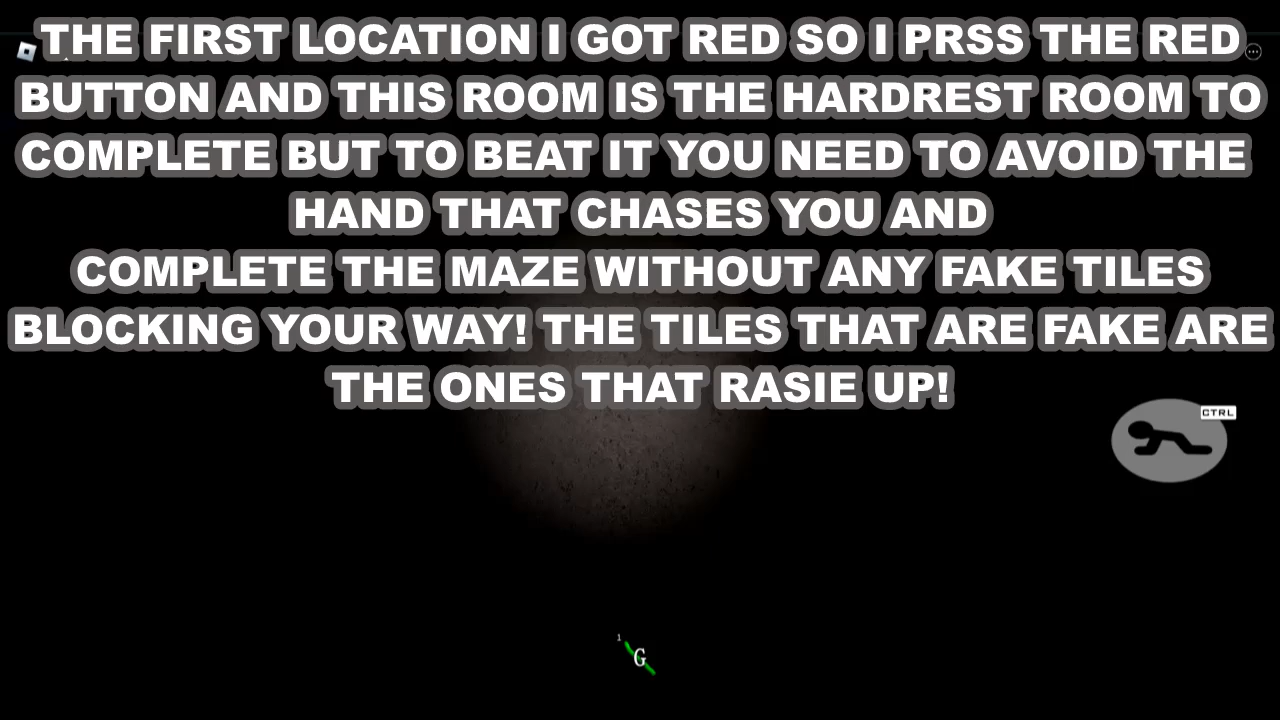 THE FIRST LOCATION I GOT RED SO I PRSS THE RED
BUTTON AND THIS ROOM IS THE HARDREST ROOM TO
COMPLETE BUT TO BEAT IT YOU NEED TO AVOID THE
HAND THAT CHASES YOU AND
COMPLETE THE MAZE WITHOUT ANY FAKE TILES
BLOCKING YOUR WAY! THE TILES THAT ARE FAKE ARE
THE ONES THAT RASIE UP!
CTRL
1
G